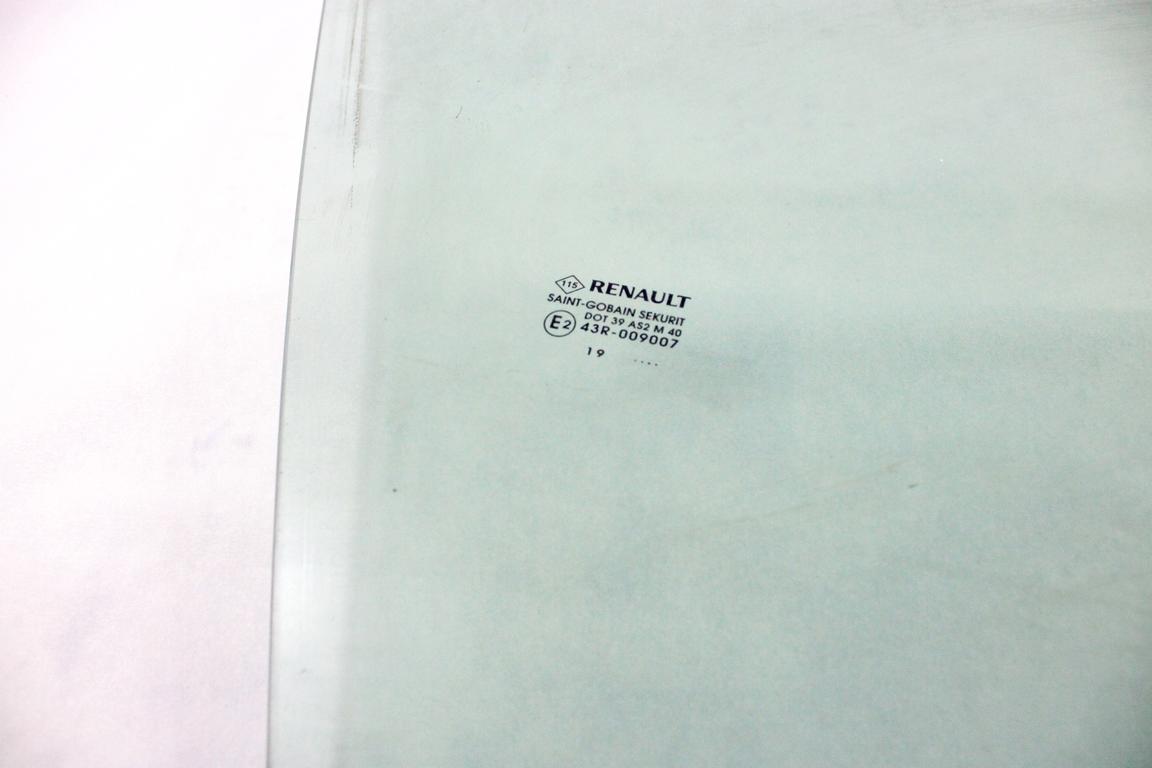 115 RENAULT
SAINT-GOBAIN SEKURIT
DOT 39 AS2 M 40
E2 43R-009007
19 ....